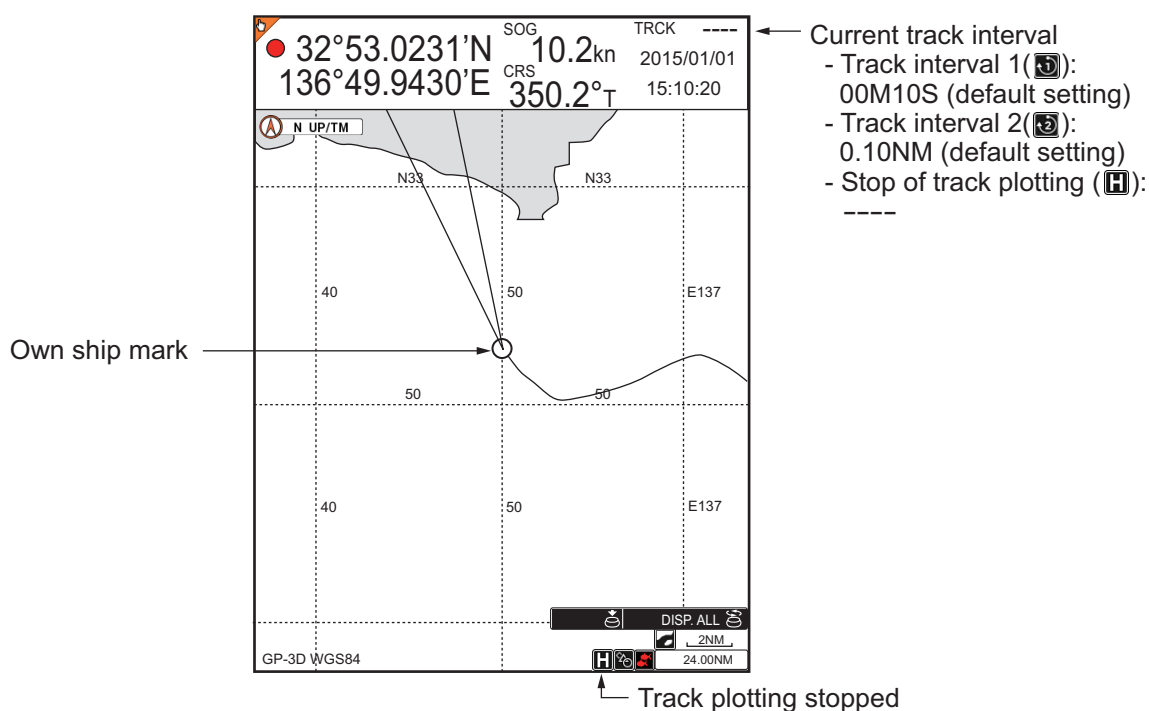 32°53.0231’N
136°49.9430’E
SOG 10.2kn
CRS 350.2°T
TRCK ----
2015/01/01
15:10:20
N UP/TM
N33 N33
40 50 E137
50 50
40 50 E137
DISP. ALL
2NM
GP-3D WGS84
H
24.00NM
Own ship mark
Track plotting stopped
Current track interval
- Track interval 1(1):
00M10S (default setting)
- Track interval 2(2):
0.10NM (default setting)
- Stop of track plotting (H):
----